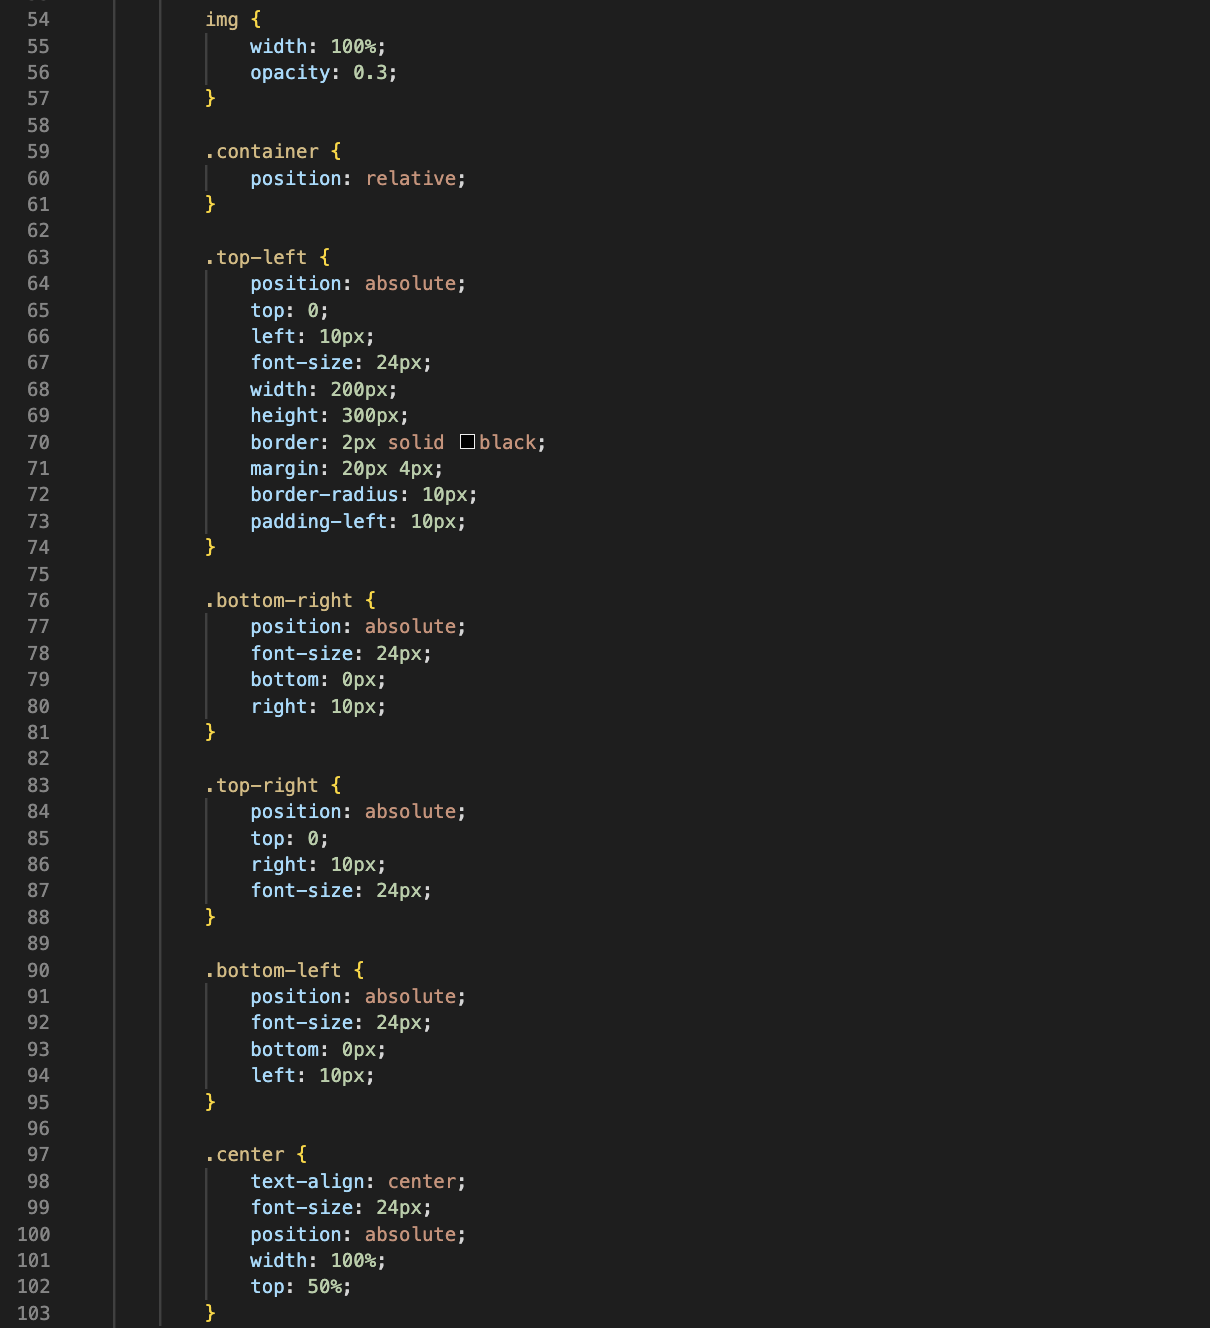 54 img {
55 width: 100%;
56 opacity: 0.3;
57 }
58
59 .container {
60 position: relative;
61 }
62
63 .top-left {
64 position: absolute;
65 top: 0;
66 left: 10px;
67 font-size: 24px;
68 width: 200px;
69 height: 300px;
70 border: 2px solid black;
71 margin: 20px 4px;
72 border-radius: 10px;
73 padding-left: 10px;
74 }
75
76 .bottom-right {
77 position: absolute;
78 font-size: 24px;
79 bottom: 0px;
80 right: 10px;
81 }
82
83 .top-right {
84 position: absolute;
85 top: 0;
86 right: 10px;
87 font-size: 24px;
88 }
89
90 .bottom-left {
91 position: absolute;
92 font-size: 24px;
93 bottom: 0px;
94 left: 10px;
95 }
96
97 .center {
98 text-align: center;
99 font-size: 24px;
100 position: absolute;
101 width: 100%;
102 top: 50%;
103 }